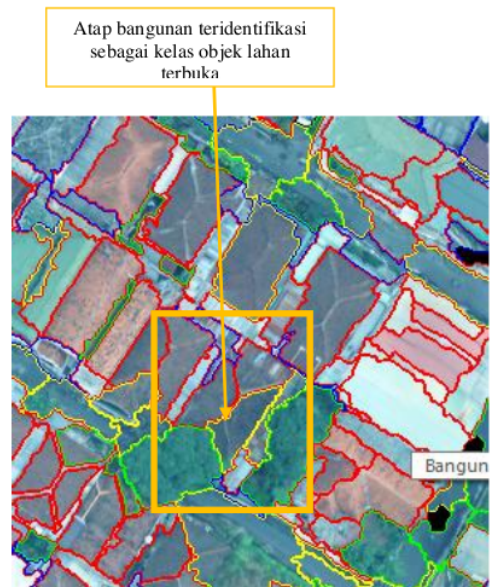 Atap bangunan teridentifikasi
sebagai kelas objek lahan
terbuka
Bangun